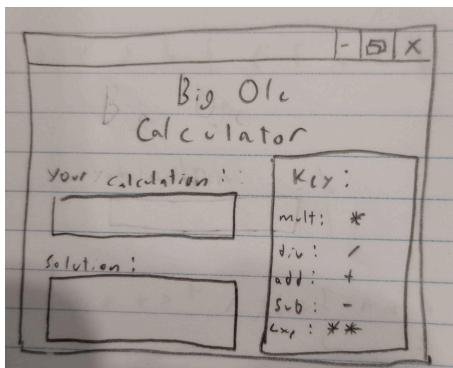 - X
Big Ole
Calculator
Your calculation:
Solution:
Key:
mult: *
div: /
add: +
sub: -
exp: **